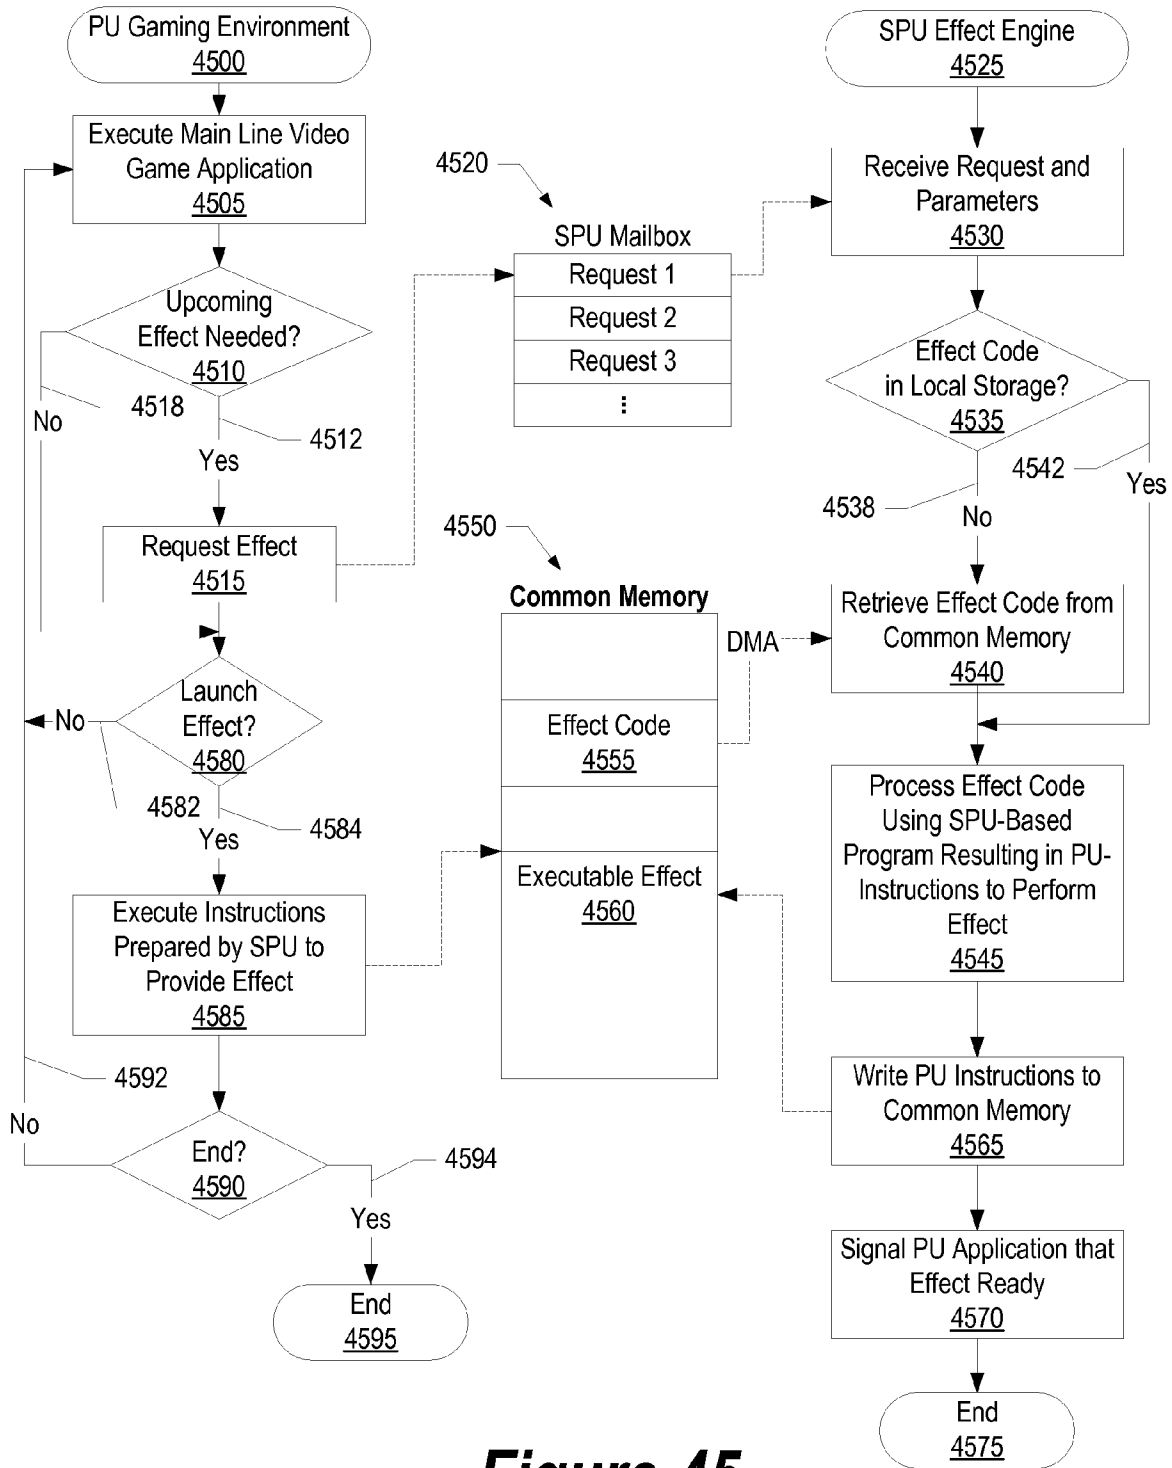 PU Gaming Environment
4500
Execute Main Line Video
Game Application
4505
Upcoming
Effect Needed?
4510
4518
No
4512
Yes
Request Effect
4515
Launch
Effect?
4580
No
4582
4584
Yes
Execute Instructions
Prepared by SPU to
Provide Effect
4585
4592
No
End?
4590
4594
Yes
End
4595
4520
SPU Mailbox
Request 1
Request 2
Request 3
...
4550
Common Memory
DMA
Effect Code
4555
Executable Effect
4560
SPU Effect Engine
4525
Receive Request and
Parameters
4530
Effect Code
in Local Storage?
4535
4542
Yes
4538
No
Retrieve Effect Code from
Common Memory
4540
Process Effect Code
Using SPU-Based
Program Resulting in PU-
Instructions to Perform
Effect
4545
Write PU Instructions to
Common Memory
4565
Signal PU Application that
Effect Ready
4570
End
4575
Figure 45